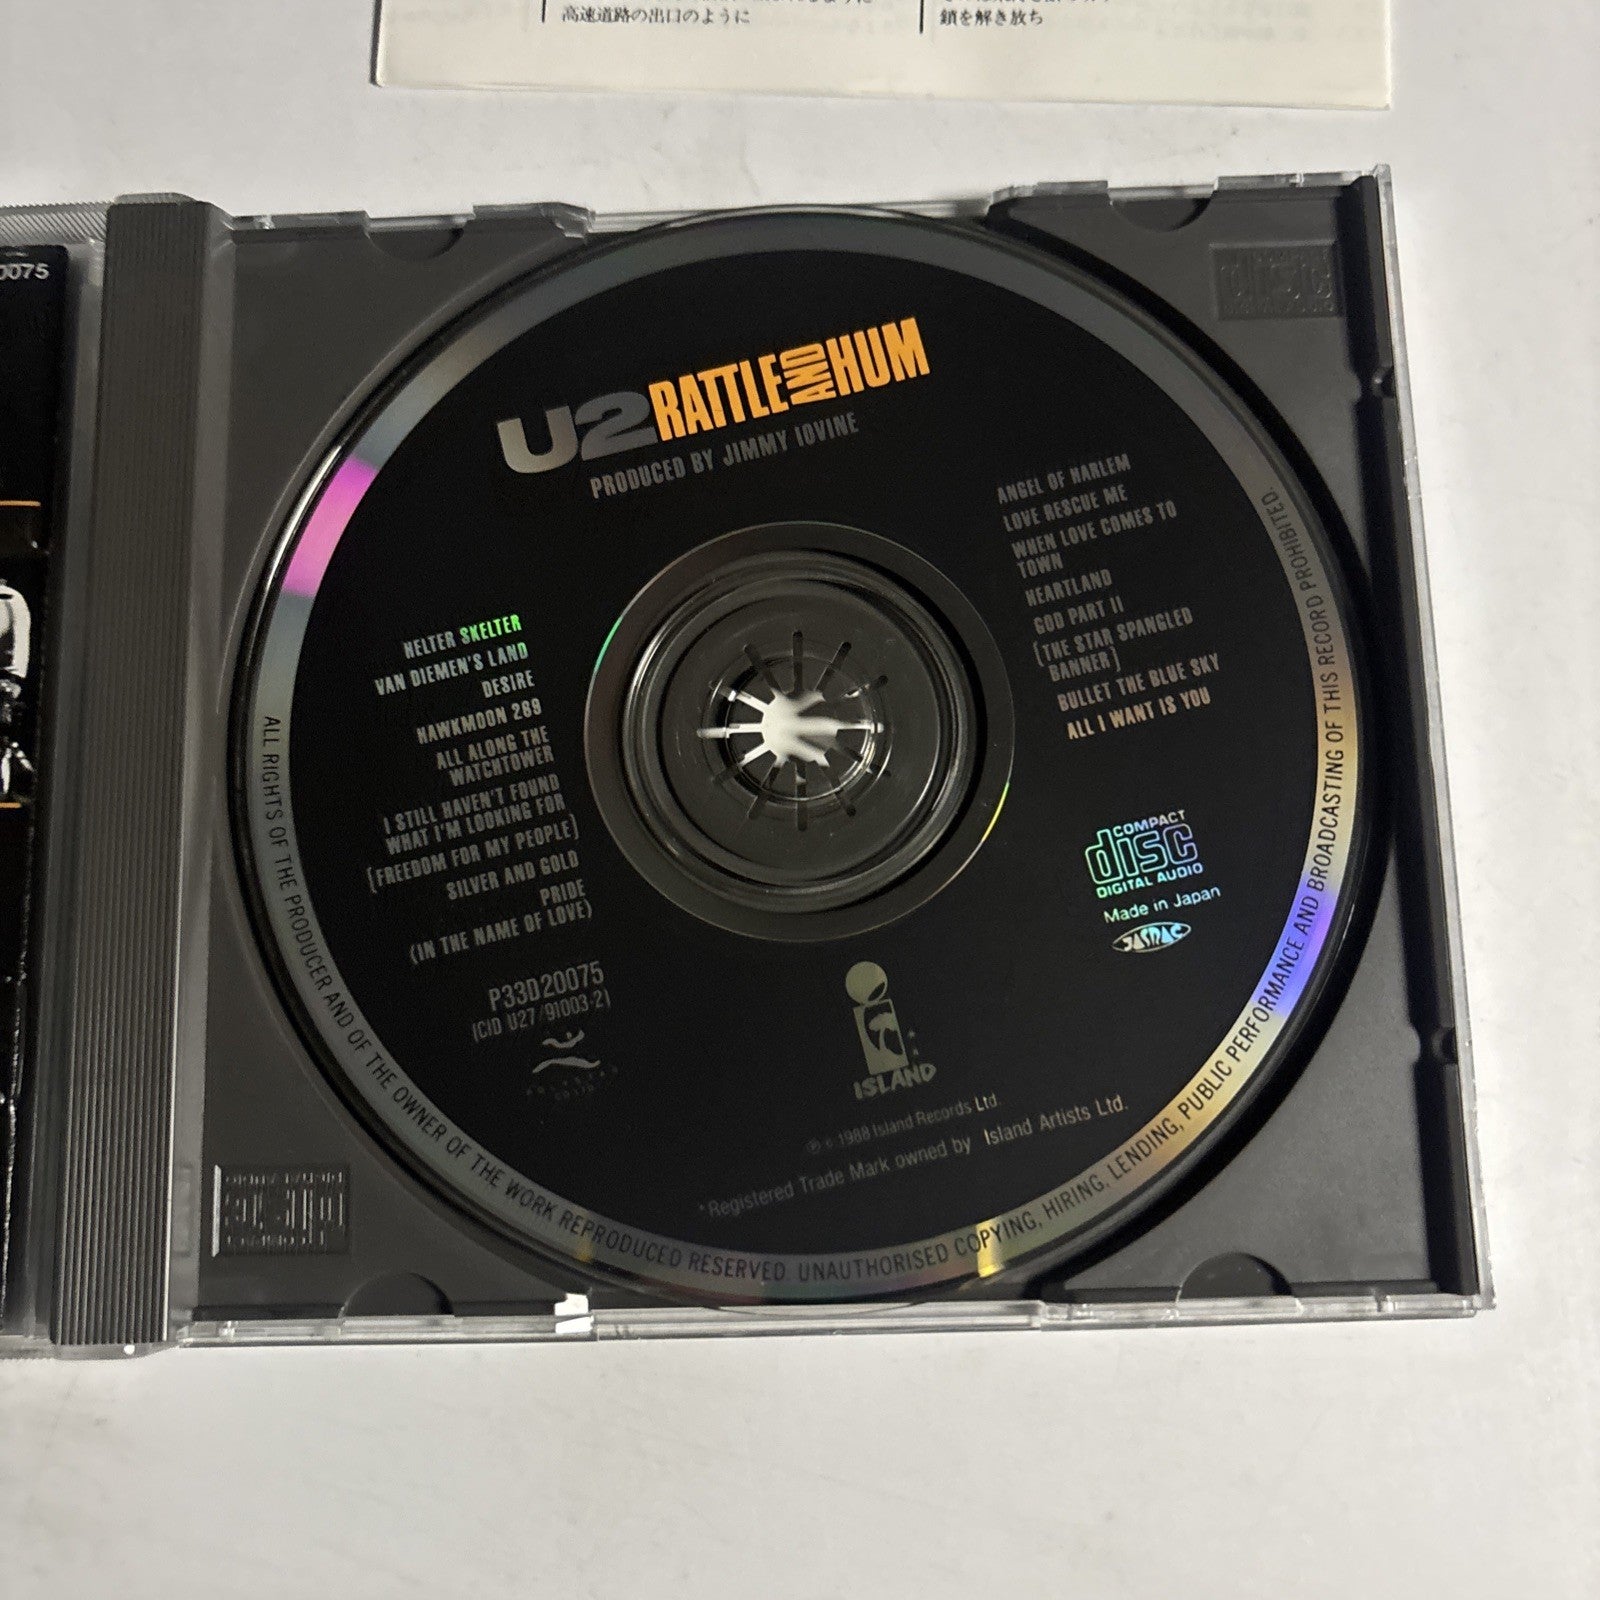 高速道路の出口のように
鎖を解き放ち
0075
U2 RATTLE AND HUM
PRODUCED BY JIMMY IOVINE
HELTER SKELTER
VAN DIEMEN'S LAND
DESIRE
HAWKMOON 269
ALL ALONG THE
WATCHTOWER
I STILL HAVEN'T FOUND
WHAT I'M LOOKING FOR
[FREEDOM FOR MY PEOPLE]
SILVER AND GOLD
PRIDE
(IN THE NAME OF LOVE)
P33D20075
(CID U27/91003-2)
POLYSTAR
CO., LTD.
ANGEL OF HARLEM
LOVE RESCUE ME
WHEN LOVE COMES TO
TOWN
HEARTLAND
GOD PART II
[THE STAR SPANGLED
BANNER]
BULLET THE BLUE SKY
ALL I WANT IS YOU
COMPACT
disc
DIGITAL AUDIO
Made in Japan
JASRAC
ISLAND
℗ © 1988 Island Records Ltd.
*Registered Trade Mark owned by Island Artists Ltd.
ALL RIGHTS OF THE PRODUCER AND OF THE OWNER OF THE WORK REPRODUCED RESERVED. UNAUTHORISED COPYING, HIRING, LENDING, PUBLIC PERFORMANCE AND BROADCASTING OF THIS RECORD PROHIBITED.